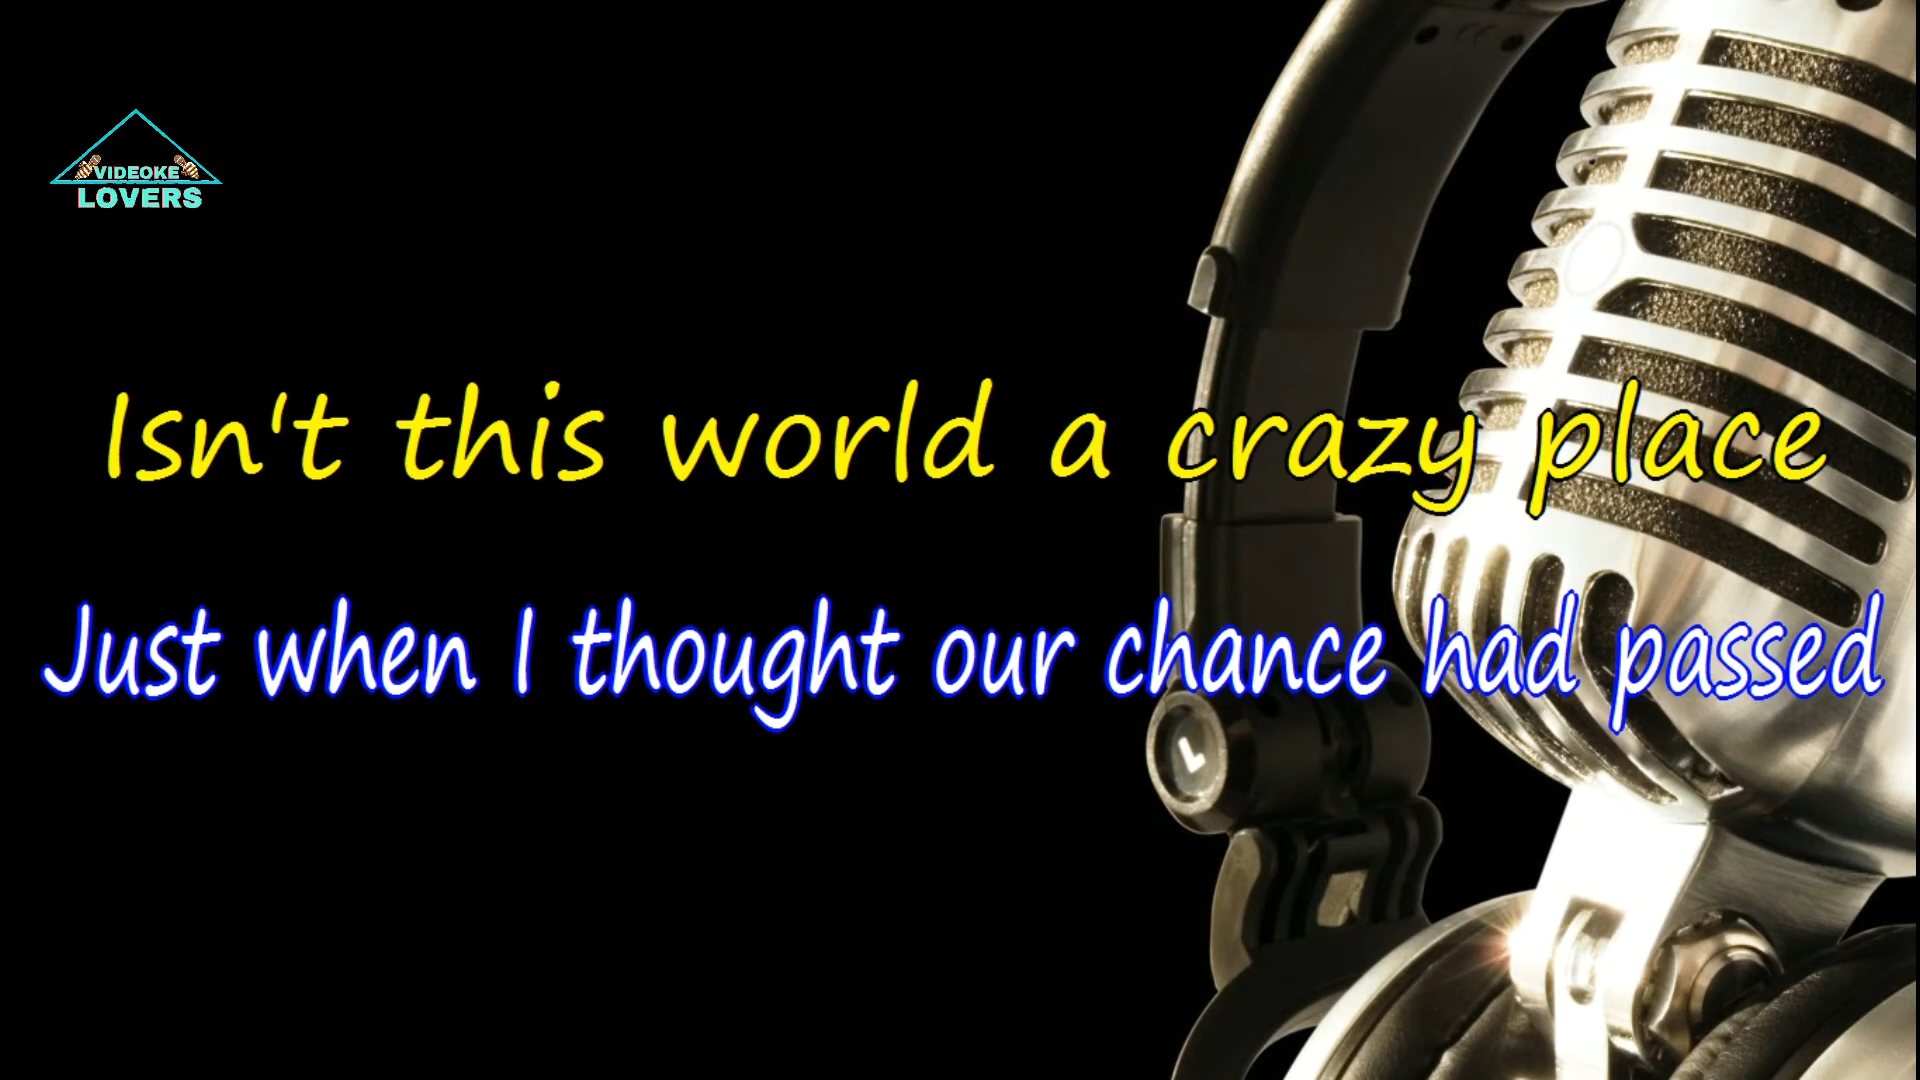 VIDEOKE
LOVERS
Isn't this world a crazy place
Just when I thought our chance had passed
L